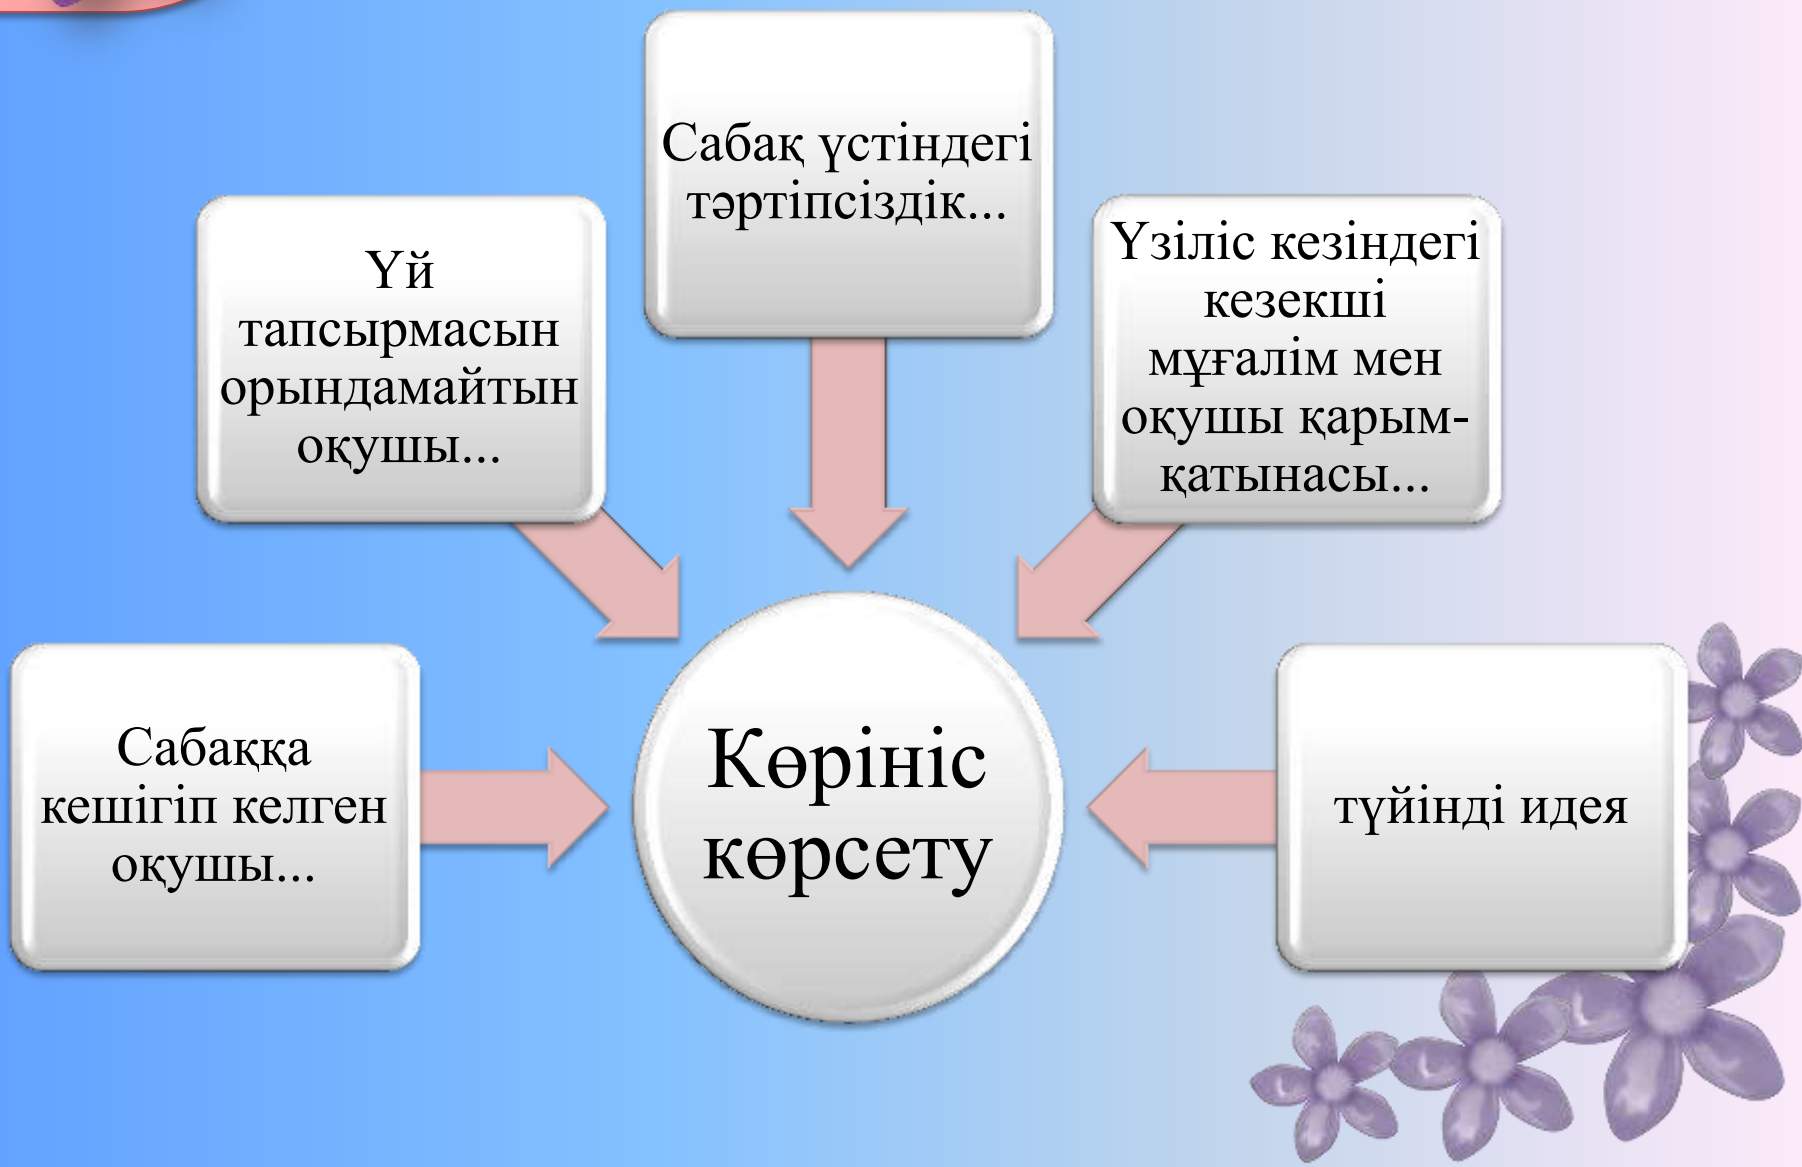 Сабақ үстіндегі
тәртіпсіздік...
Үй
тапсырмасын
орындамайтын
оқушы...
Үзіліс кезіндегі
кезекші
мұғалім мен
оқушы қарым-
қатынасы...
Сабаққа
кешігіп келген
оқушы...
Көрініс
көрсету
түйінді идея